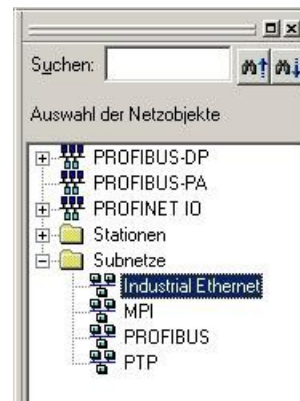 Suchen:
Auswahl der Netzobjekte
PROFIBUS-DP
PROFIBUS-PA
PROFINET IO
Stationen
Subnetze
Industrial Ethernet
MPI
PROFIBUS
PTP